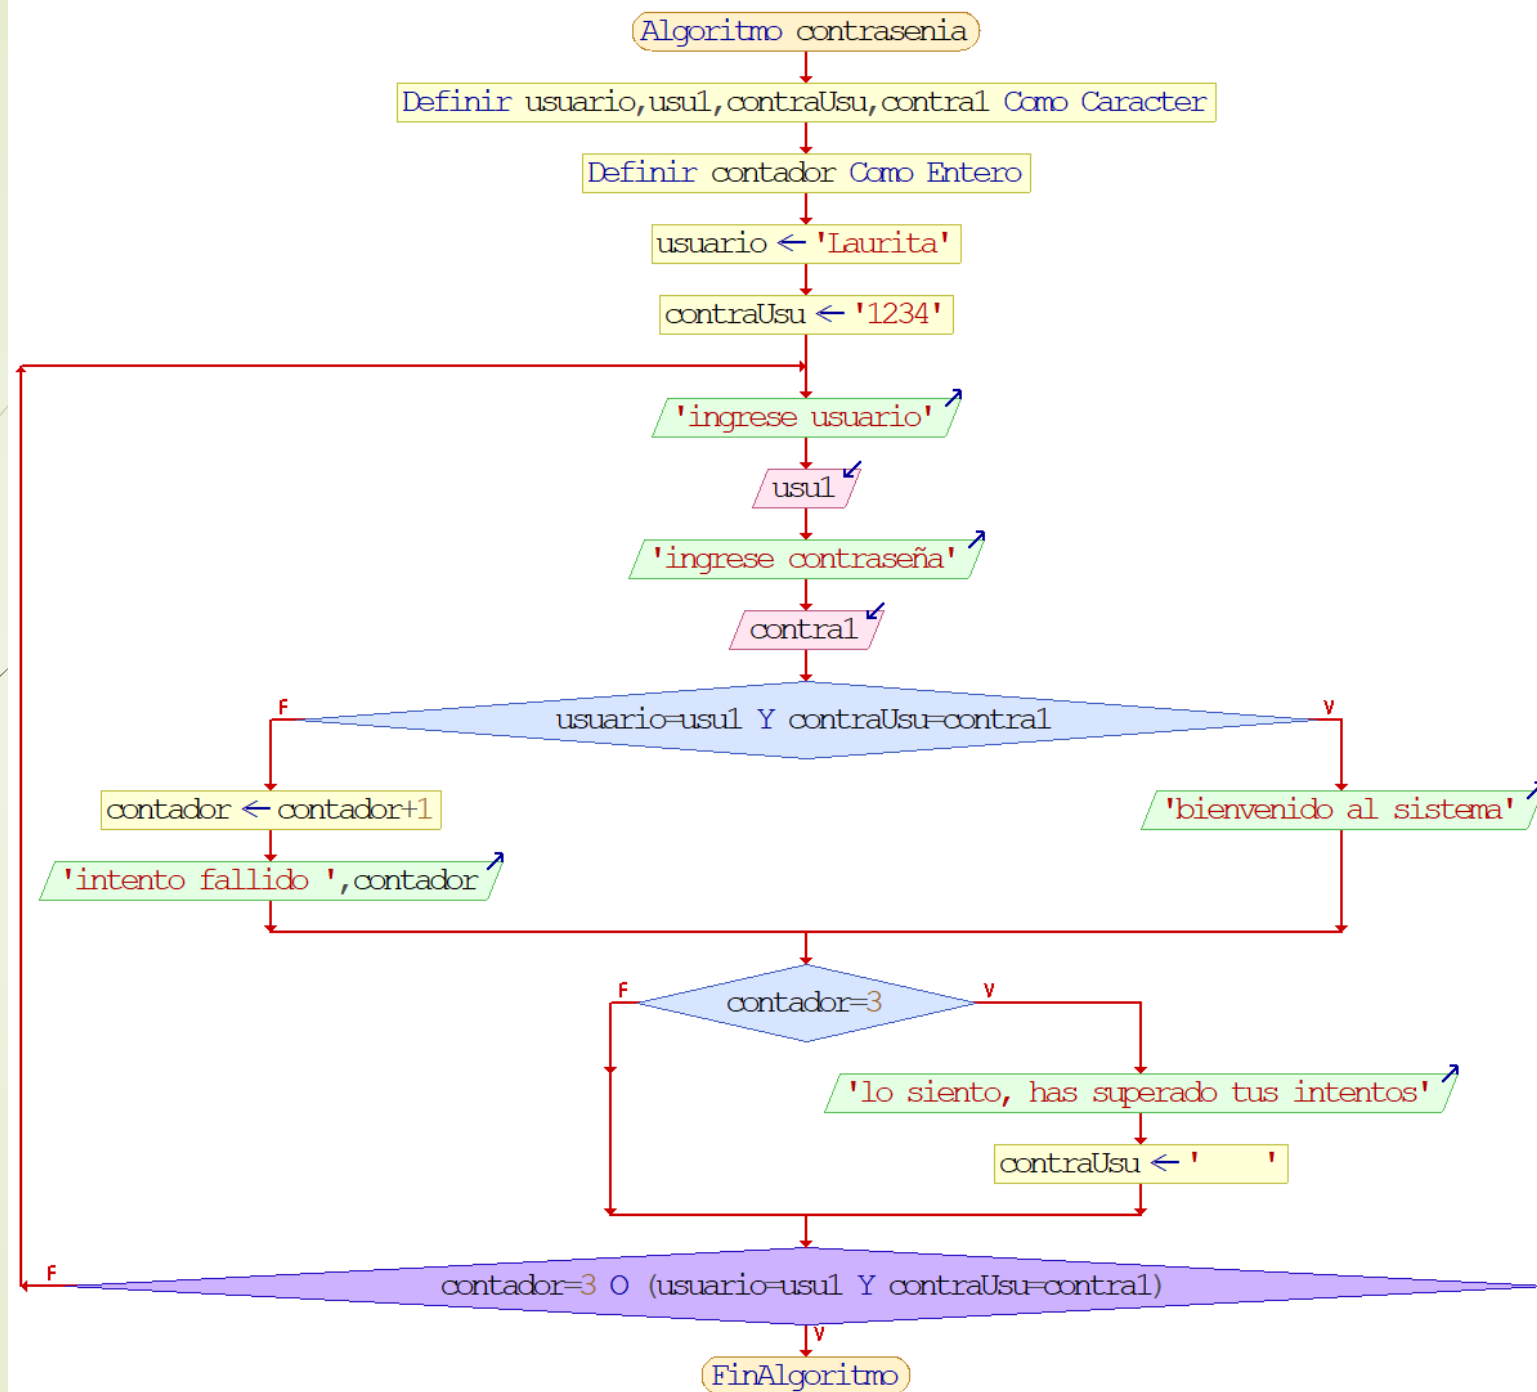 Algoritmo contrasenia
Definir usuario,usu1,contraUsu,contra1 Como Caracter
Definir contador Como Entero
usuario ← 'Laurita'
contraUsu ← '1234'
'ingrese usuario'
usu1
'ingrese contraseña'
contra1
F
usuario=usu1 Y contraUsu=contra1
V
contador ← contador+1
'bienvenido al sistema'
'intento fallido ',contador
F
contador=3
V
'lo siento, has superado tus intentos'
contraUsu ← '    '
F
contador=3 O (usuario=usu1 Y contraUsu=contra1)
V
FinAlgoritmo